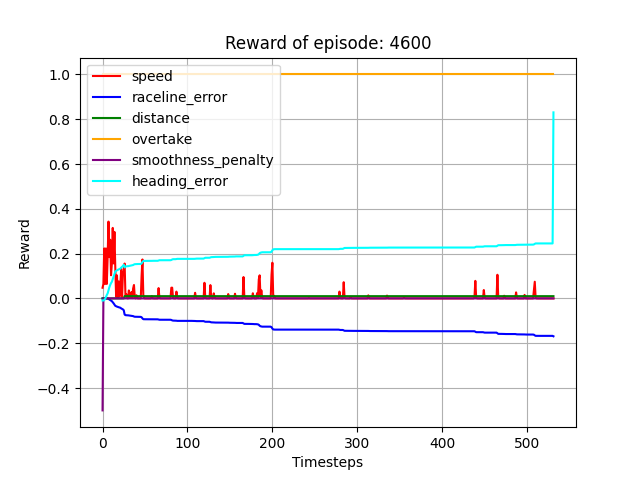 Reward of episode: 4600
speed
raceline_error
distance
overtake
smoothness_penalty
heading_error
1.0
0.8
0.6
0.4
0.2
0.0
−0.2
−0.4
Reward
0 100 200 300 400 500
Timesteps